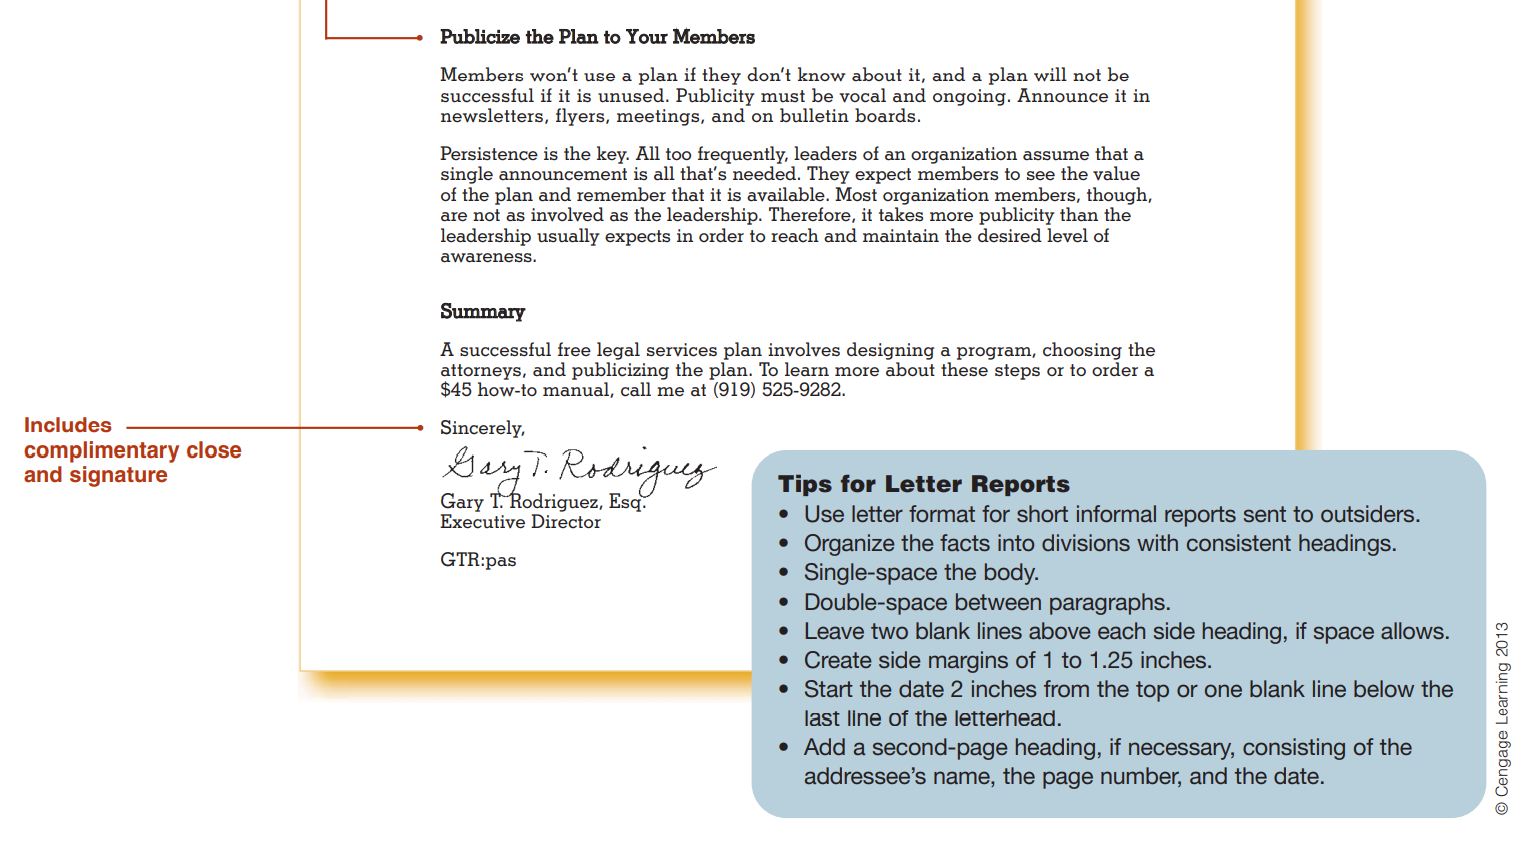 Publicize the Plan to Your Members
Members won't use a plan if they don't know about it, and a plan will not be
successful if it is unused. Publicity must be vocal and ongoing. Announce it in
newsletters, flyers, meetings, and on bulletin boards.
Persistence is the key. All too frequently, leaders of an organization assume that a
single announcement is all that's needed. They expect members to see the value
of the plan and remember that it is available. Most organization members, though,
are not as involved as the leadership. Therefore, it takes more publicity than the
leadership usually expects in order to reach and maintain the desired level of
awareness.
Summary
A successful free legal services plan involves designing a program, choosing the
attorneys, and publicizing the plan. To learn more about these steps or to order a
$45 how-to manual, call me at (919) 525-9282.
Includes
complimentary close
and signature
Sincerely,
Gary T. Rodriguez
Gary T. Rodriguez, Esq.
Executive Director
GTR:pas
Tips for Letter Reports
• Use letter format for short informal reports sent to outsiders.
• Organize the facts into divisions with consistent headings.
• Single-space the body.
• Double-space between paragraphs.
• Leave two blank lines above each side heading, if space allows.
• Create side margins of 1 to 1.25 inches.
• Start the date 2 inches from the top or one blank line below the
last line of the letterhead.
• Add a second-page heading, if necessary, consisting of the
addressee's name, the page number, and the date.
© Cengage Learning 2013